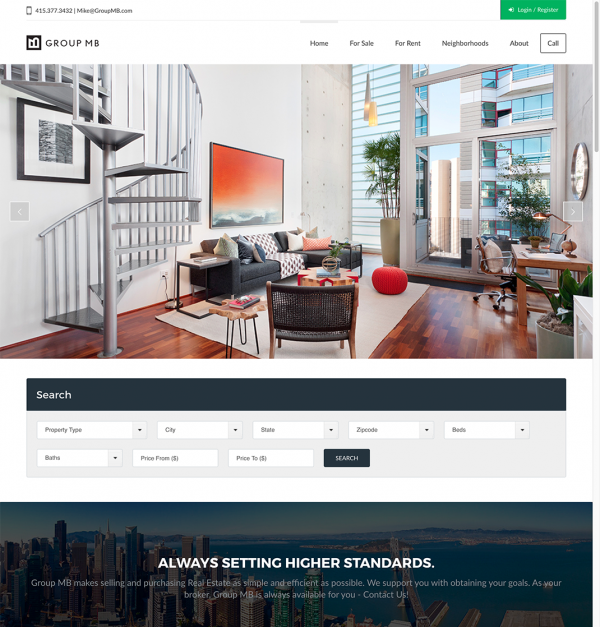 415.377.3432 | Mike@GroupMB.com
Login / Register
GROUP MB
Home For Sale For Rent Neighborhoods About Call
Search
Property Type City State Zipcode Beds
Baths Price From ($) Price To ($) SEARCH
ALWAYS SETTING HIGHER STANDARDS.
Group MB makes selling and purchasing Real Estate as simple and efficient as possible. We support you with obtaining your goals. As your
broker, Group MB is always available for you - Contact Us!